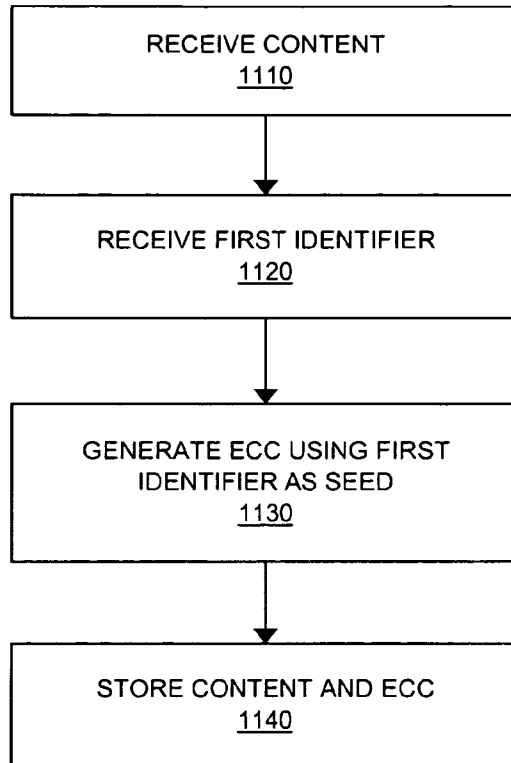 RECEIVE CONTENT
1110
RECEIVE FIRST IDENTIFIER
1120
GENERATE ECC USING FIRST
IDENTIFIER AS SEED
1130
STORE CONTENT AND ECC
1140